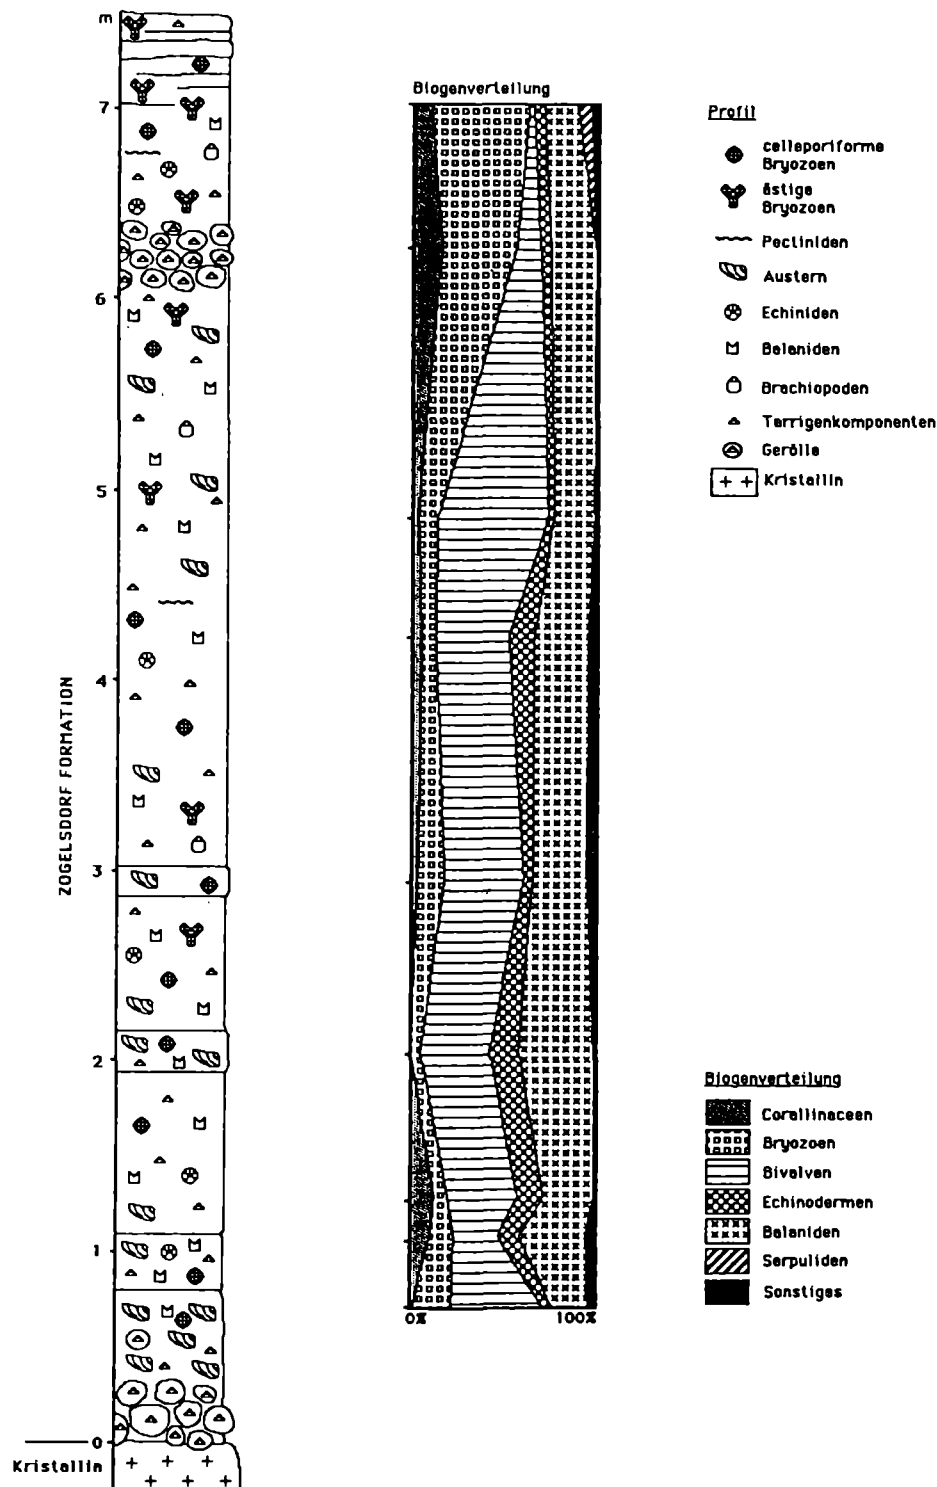 m
7
6
5
4
3
2
1
0
ZOGELSDORF FORMATION
Kristallin
Biogenverteilung
0%
100%
Profil
celleporiforme
Bryozoen
ästige
Bryozoen
Pectiniden
Austern
Echiniden
Balaniden
Brachiopoden
Terrigenkomponenten
Gerölle
Kristallin
Biogenverteilung
Corallinaceen
Bryozoen
Bivalven
Echinodermen
Balaniden
Serpuliden
Sonstiges